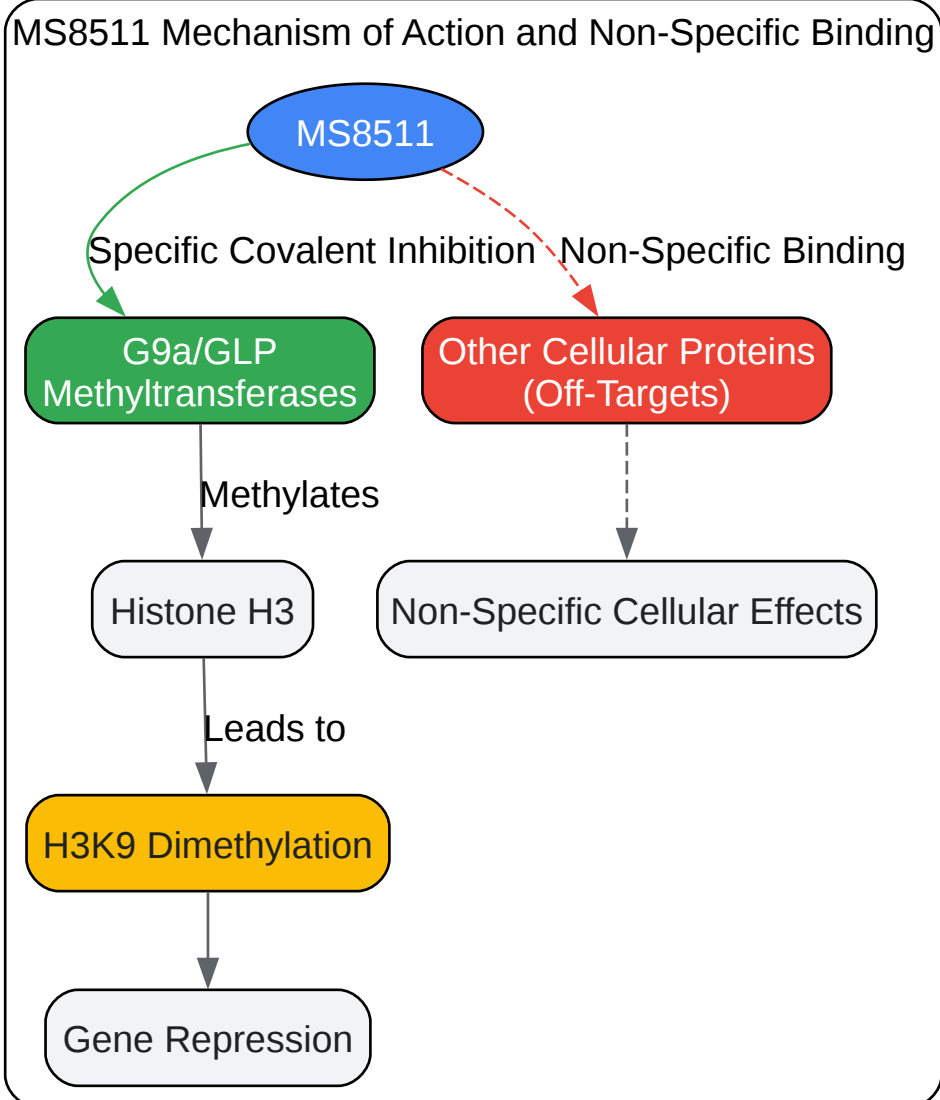 MS8511 Mechanism of Action and Non-Specific Binding
MS8511
Specific Covalent Inhibition
Non-Specific Binding
G9a/GLP
Methyltransferases
Other Cellular Proteins
(Off-Targets)
Methylates
Histone H3
Non-Specific Cellular Effects
Leads to
H3K9 Dimethylation
Gene Repression